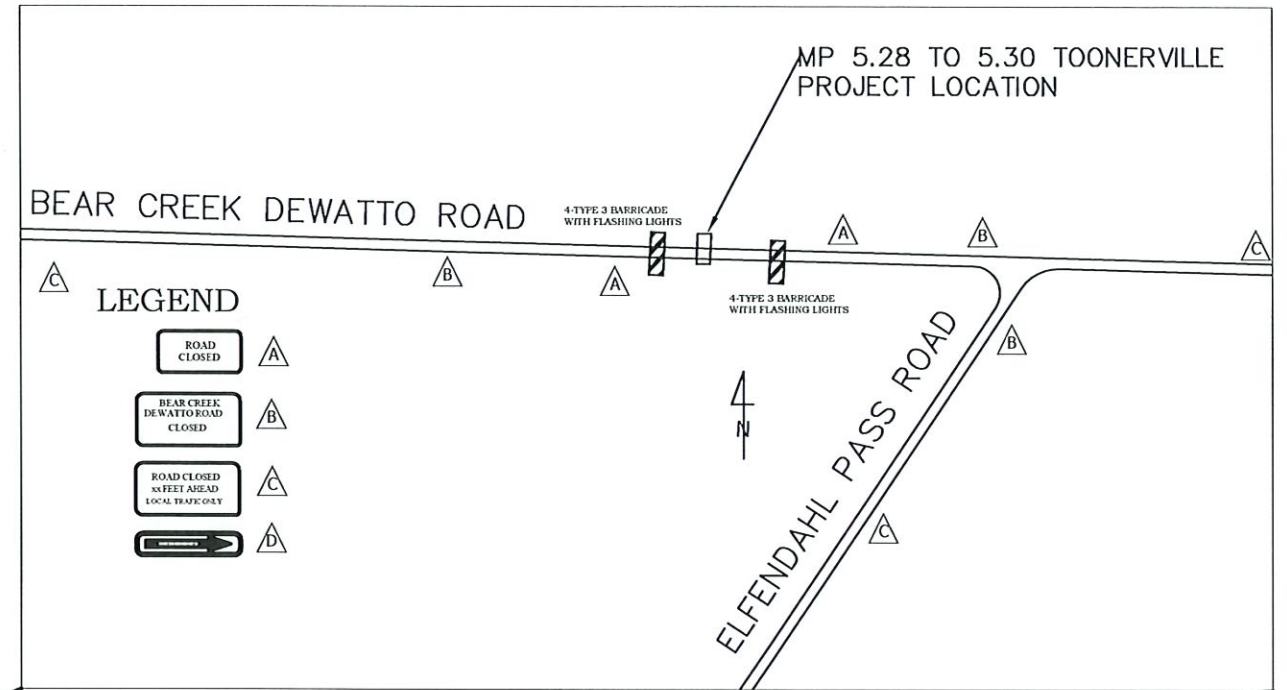 MP 5.28 TO 5.30 TOONERVILLE
PROJECT LOCATION
BEAR CREEK DEWATTO ROAD
4-TYPE 3 BARRICADE
WITH FLASHING LIGHTS
A
B
C
C
B
A
4-TYPE 3 BARRICADE
WITH FLASHING LIGHTS
B
LEGEND
ROAD
CLOSED
A
BEAR CREEK
DEWATTO ROAD
CLOSED
B
ROAD CLOSED
xx FEET AHEAD
LOCAL TRAFIC ONLY
C
D
N
ELFENDAHL PASS ROAD
C